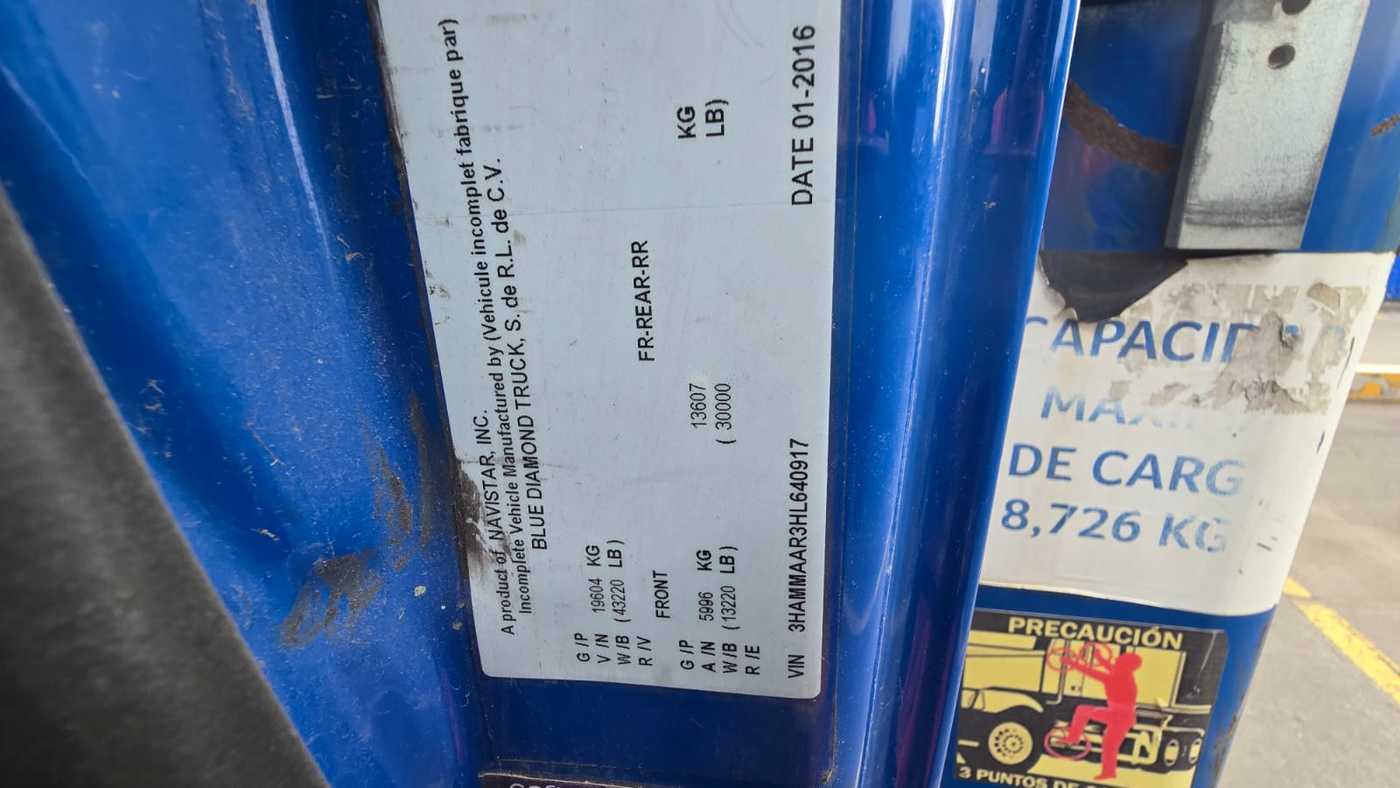 A product of NAVISTAR, INC.
Incomplete Vehicle Manufactured by (Vehicule incomplet fabrique par)
BLUE DIAMOND TRUCK, S. de R.L. de C.V.
G/P
V/N 19604 KG
W/B (43220 LB)
R/V
FRONT FR-REAR-RR
G/P
A/N 5996 KG 13607 KG
W/B (13220 LB) (30000 LB)
R/E
VIN 3HAMMAAR3HL640917 DATE 01-2016
CAPACIDAD
MAX
DE CARG
8,726 KG
PRECAUCIÓN
3 PUNTOS DE